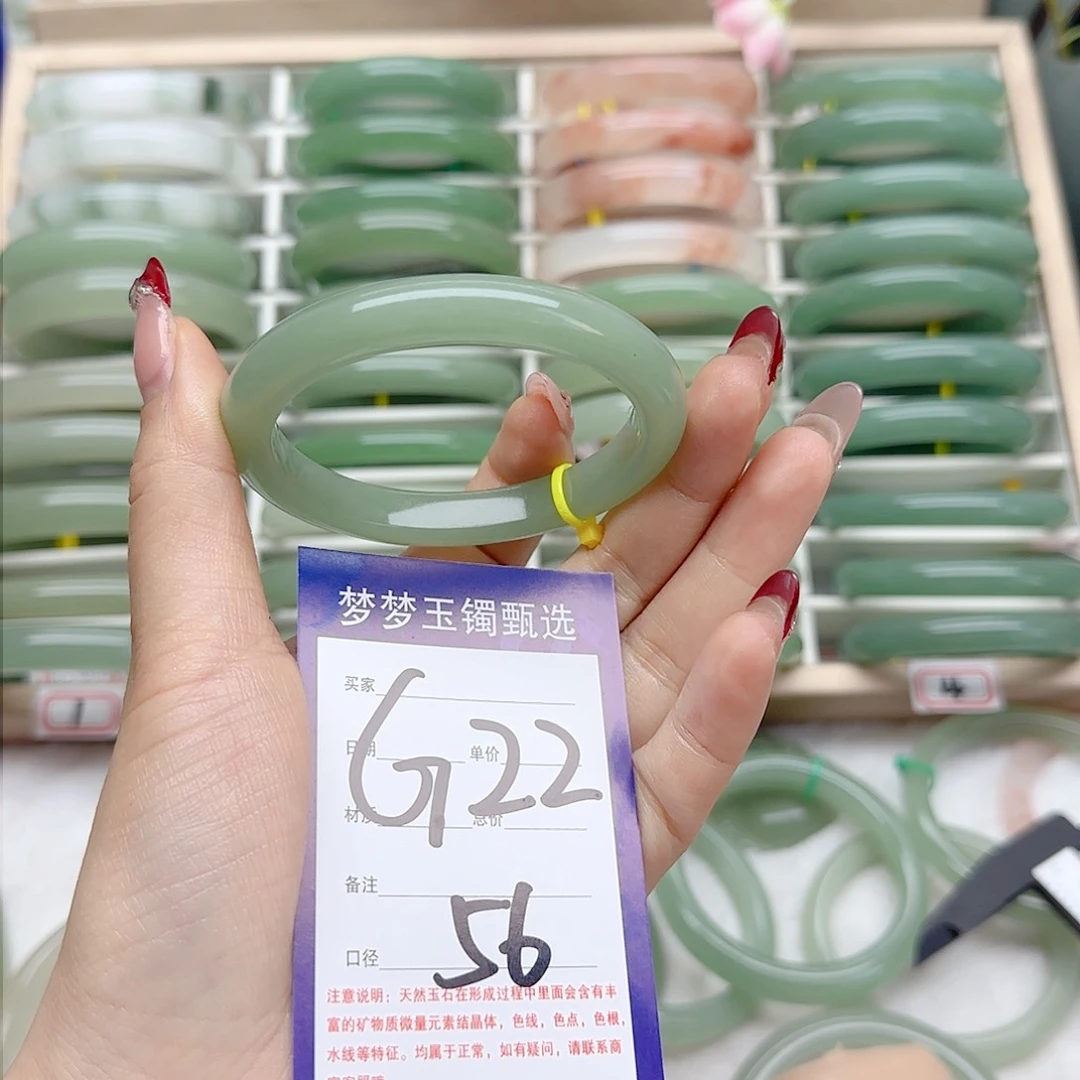 梦梦玉镯甄选
买家
G22
日期 单价
材质 总价
备注
口径 56
注意说明：天然玉石在形成过程中里面会含有丰
富的矿物质微量元素结晶体，色线，色点，色根，
水线等特征。均属于正常，如有疑问，请联系商
1
4